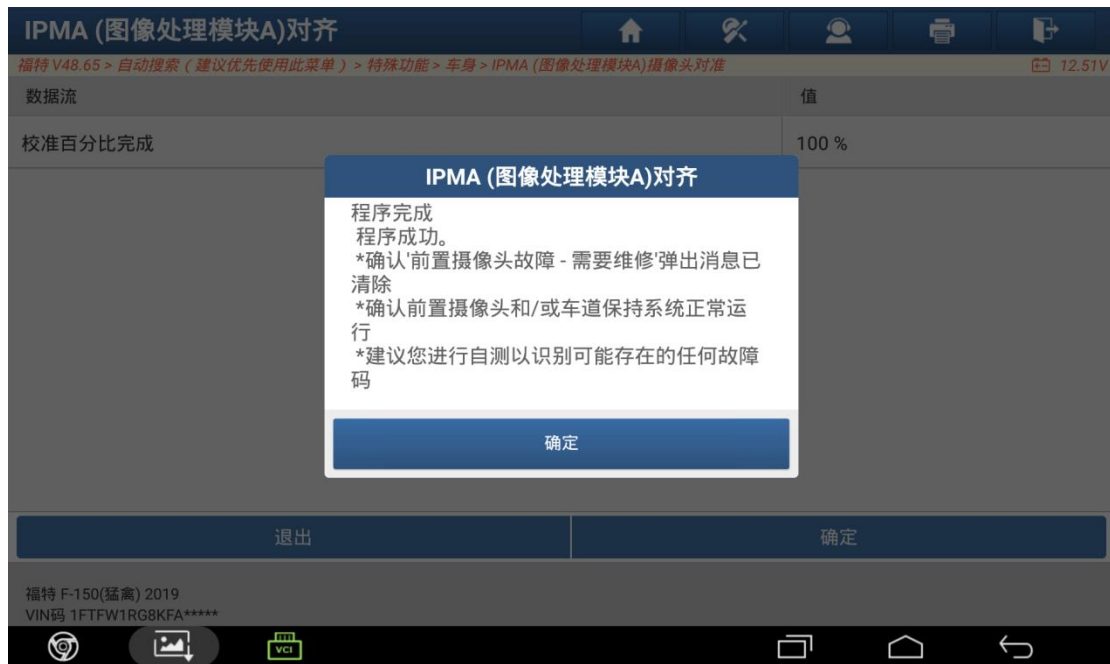 IPMA (图像处理模块A)对齐
福特 V48.65 > 自动搜索（建议优先使用此菜单）> 特殊功能 > 车身 > IPMA (图像处理模块A)摄像头对准
12.51V
数据流 值
校准百分比完成 100 %
IPMA (图像处理模块A)对齐
程序完成
程序成功。
*确认'前置摄像头故障 - 需要维修'弹出消息已
清除
*确认前置摄像头和/或车道保持系统正常运
行
*建议您进行自测以识别可能存在的任何故障
码
确定
退出 确定
福特 F-150(猛禽) 2019
VIN码 1FTFW1RG8KFA*****
VCI